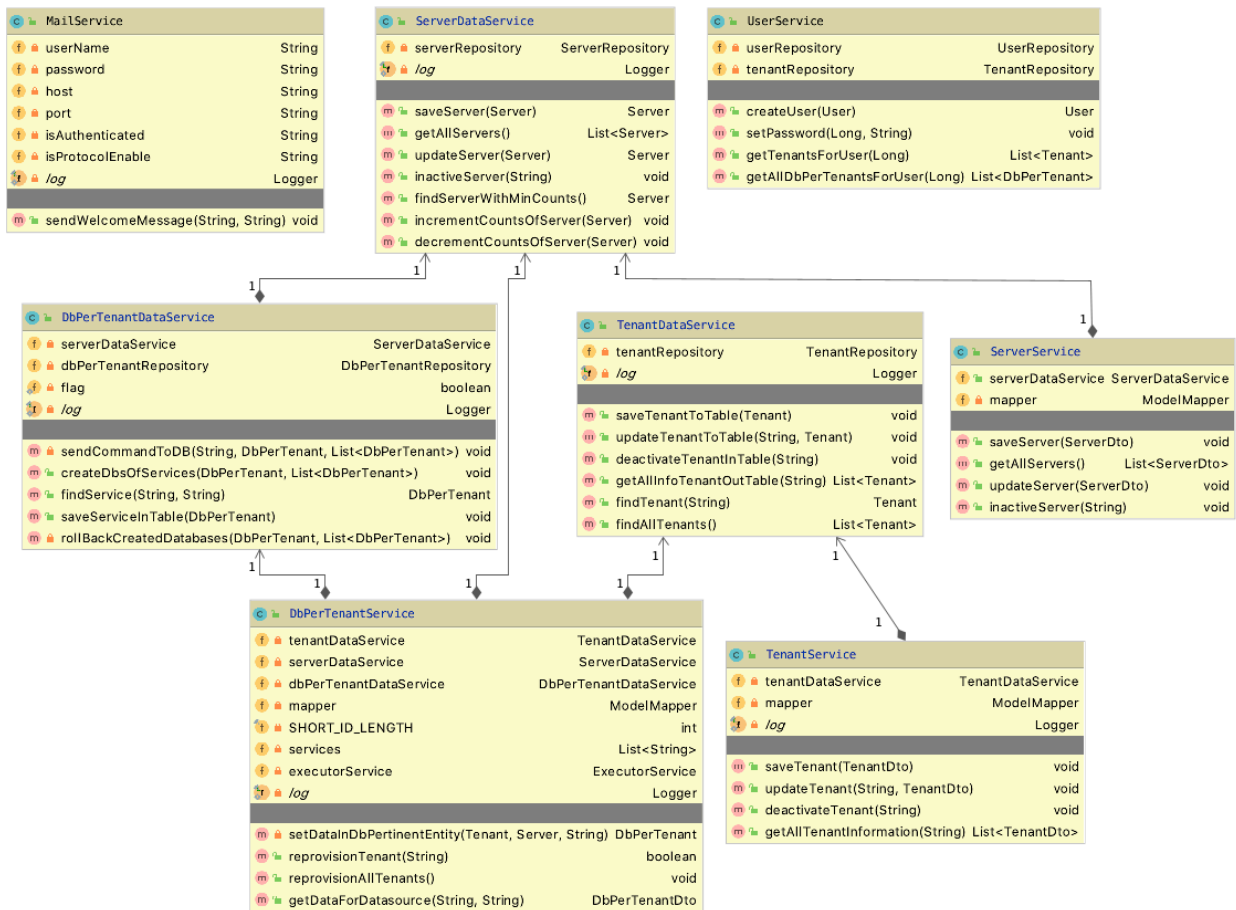 MailService
userName String
password String
host String
port String
isAuthenticated String
isProtocolEnable String
log Logger
sendWelcomeMessage(String, String) void
ServerDataService
serverRepository ServerRepository
log Logger
saveServer(Server) Server
getAllServers() List<Server>
updateServer(Server) Server
inactiveServer(String) void
findServerWithMinCounts() Server
incrementCountsOfServer(Server) void
decrementCountsOfServer(Server) void
UserService
userRepository UserRepository
tenantRepository TenantRepository
createUser(User) User
setPassword(Long, String) void
getTenantsForUser(Long) List<Tenant>
getAllDbPerTenantsForUser(Long) List<DbPerTenant>
1
1
1
1
1
DbPerTenantDataService
serverDataService ServerDataService
dbPerTenantRepository DbPerTenantRepository
flag boolean
log Logger
sendCommandToDB(String, DbPerTenant, List<DbPerTenant>) void
createDbsOfServices(DbPerTenant, List<DbPerTenant>) void
findService(String, String) DbPerTenant
saveServiceInTable(DbPerTenant) void
rollBackCreatedDatabases(DbPerTenant, List<DbPerTenant>) void
TenantDataService
tenantRepository TenantRepository
log Logger
saveTenantToTable(Tenant) void
updateTenantToTable(String, Tenant) void
deactivateTenantInTable(String) void
getAllInfoTenantOutTable(String) List<Tenant>
findTenant(String) Tenant
findAllTenants() List<Tenant>
ServerService
serverDataService ServerDataService
mapper ModelMapper
saveServer(ServerDto) void
getAllServers() List<ServerDto>
updateServer(ServerDto) void
inactiveServer(String) void
1
1
1
1
1
1
1
DbPerTenantService
tenantDataService TenantDataService
serverDataService ServerDataService
dbPerTenantDataService DbPerTenantDataService
mapper ModelMapper
SHORT_ID_LENGTH int
services List<String>
executorService ExecutorService
log Logger
setDataInDbPertinentEntity(Tenant, Server, String) DbPerTenant
reprovisionTenant(String) boolean
reprovisionAllTenants() void
getDataForDatasource(String, String) DbPerTenantDto
TenantService
tenantDataService TenantDataService
mapper ModelMapper
log Logger
saveTenant(TenantDto) void
updateTenant(String, TenantDto) void
deactivateTenant(String) void
getAllTenantInformation(String) List<TenantDto>